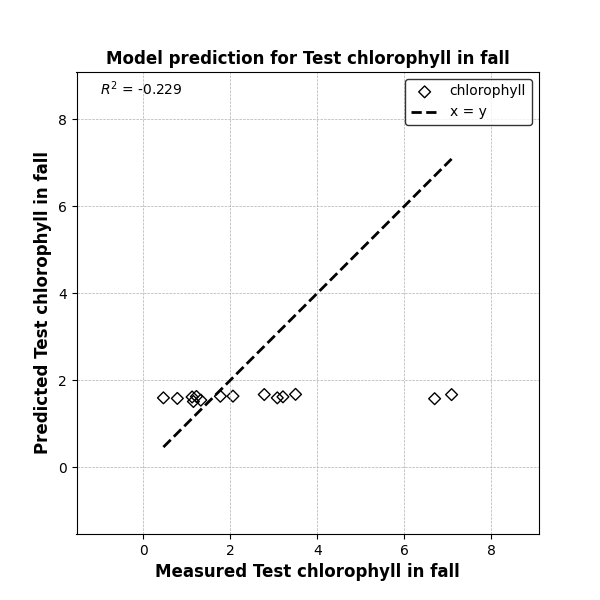 Model prediction for Test chlorophyll in fall
R² = -0.229
chlorophyll
x = y
Predicted Test chlorophyll in fall
8
6
4
2
0
0 2 4 6 8
Measured Test chlorophyll in fall